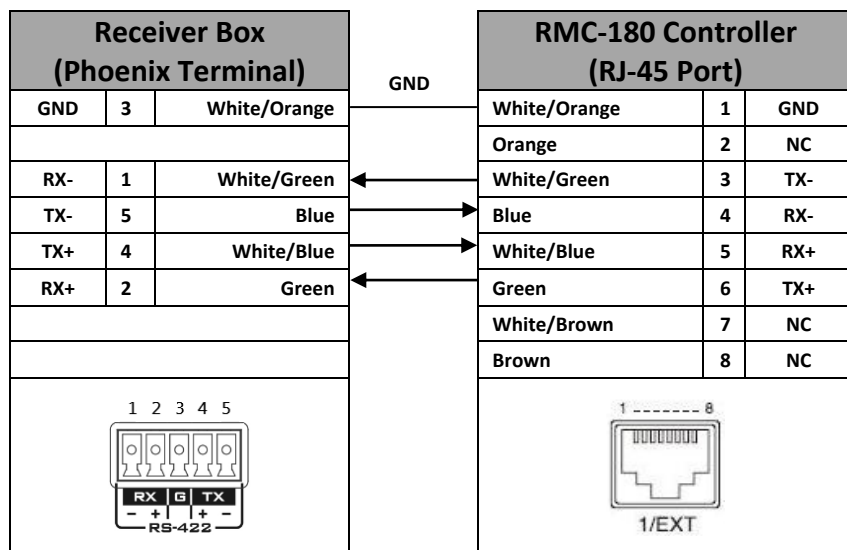 Receiver Box
(Phoenix Terminal)
GND
RMC-180 Controller
(RJ-45 Port)
GND 3 White/Orange
White/Orange 1 GND
Orange 2 NC
RX- 1 White/Green
White/Green 3 TX-
TX- 5 Blue
Blue 4 RX-
TX+ 4 White/Blue
White/Blue 5 RX+
RX+ 2 Green
Green 6 TX+
White/Brown 7 NC
Brown 8 NC
1 2 3 4 5
RX G TX
- + + -
RS-422
1 ------- 8
1/EXT